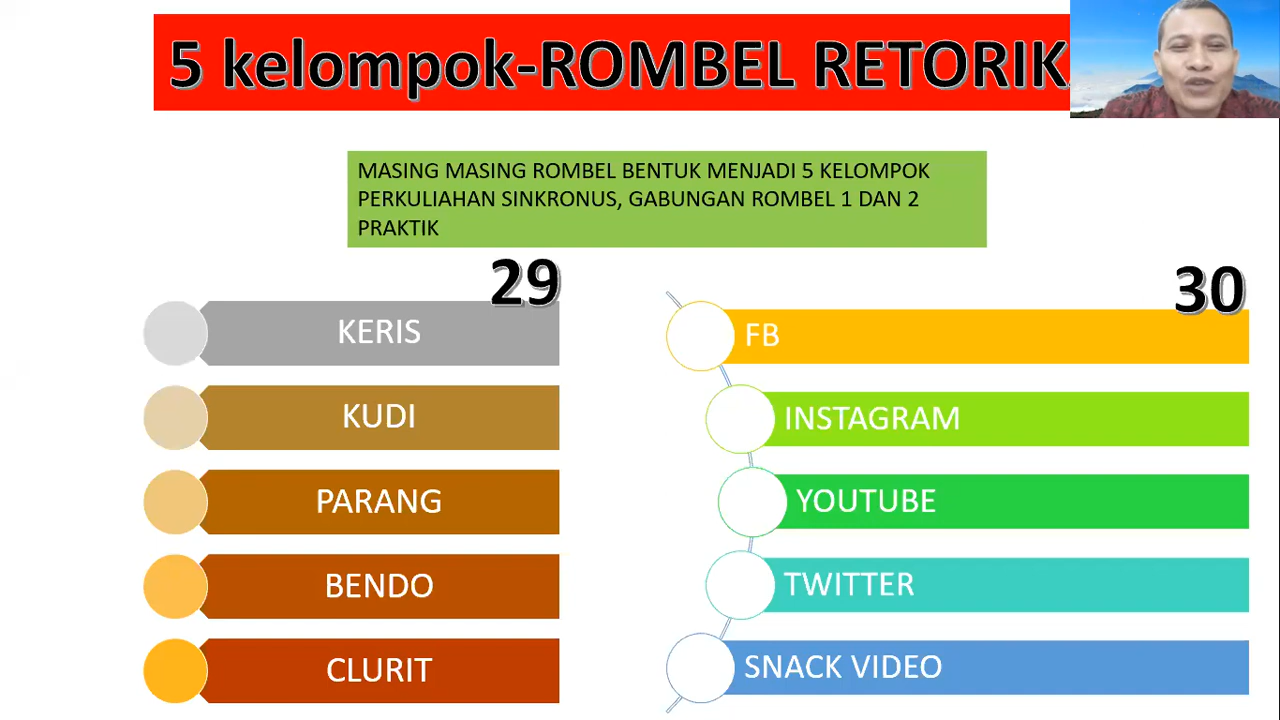 5 kelompok-ROMBEL RETORIK
MASING MASING ROMBEL BENTUK MENJADI 5 KELOMPOK
PERKULIAHAN SINKRONUS, GABUNGAN ROMBEL 1 DAN 2
PRAKTIK
29
KERIS
KUDI
PARANG
BENDO
CLURIT
30
FB
INSTAGRAM
YOUTUBE
TWITTER
SNACK VIDEO